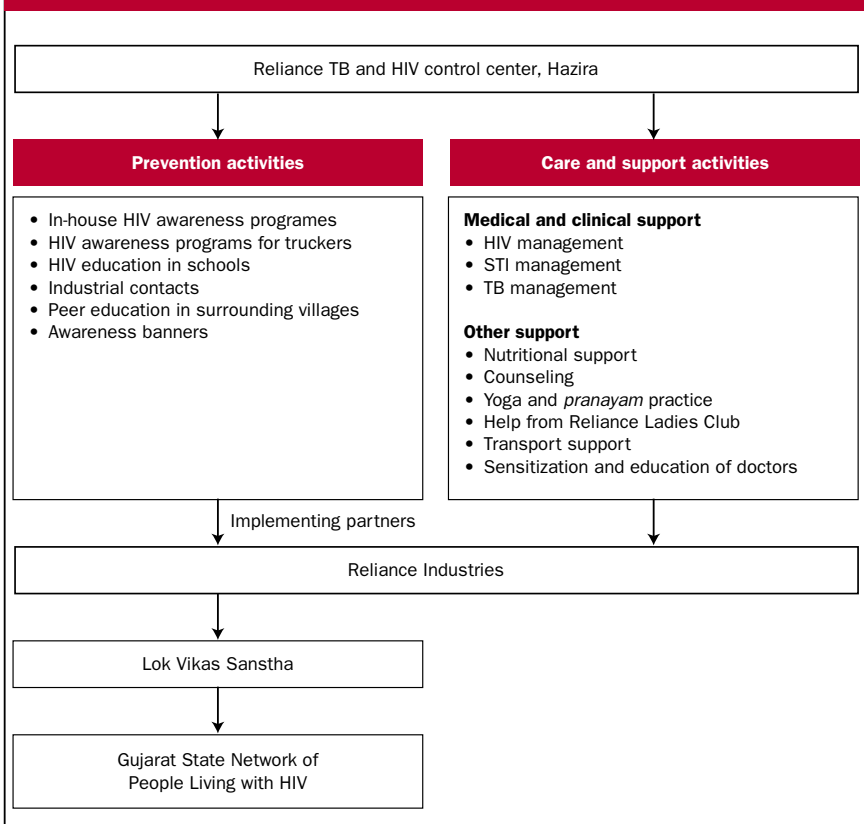 Reliance TB and HIV control center, Hazira
Prevention activities
• In-house HIV awareness programes
• HIV awareness programs for truckers
• HIV education in schools
• Industrial contacts
• Peer education in surrounding villages
• Awareness banners
Care and support activities
Medical and clinical support
• HIV management
• STI management
• TB management
Other support
• Nutritional support
• Counseling
• Yoga and pranayam practice
• Help from Reliance Ladies Club
• Transport support
• Sensitization and education of doctors
Implementing partners
Reliance Industries
Lok Vikas Sanstha
Gujarat State Network of
People Living with HIV